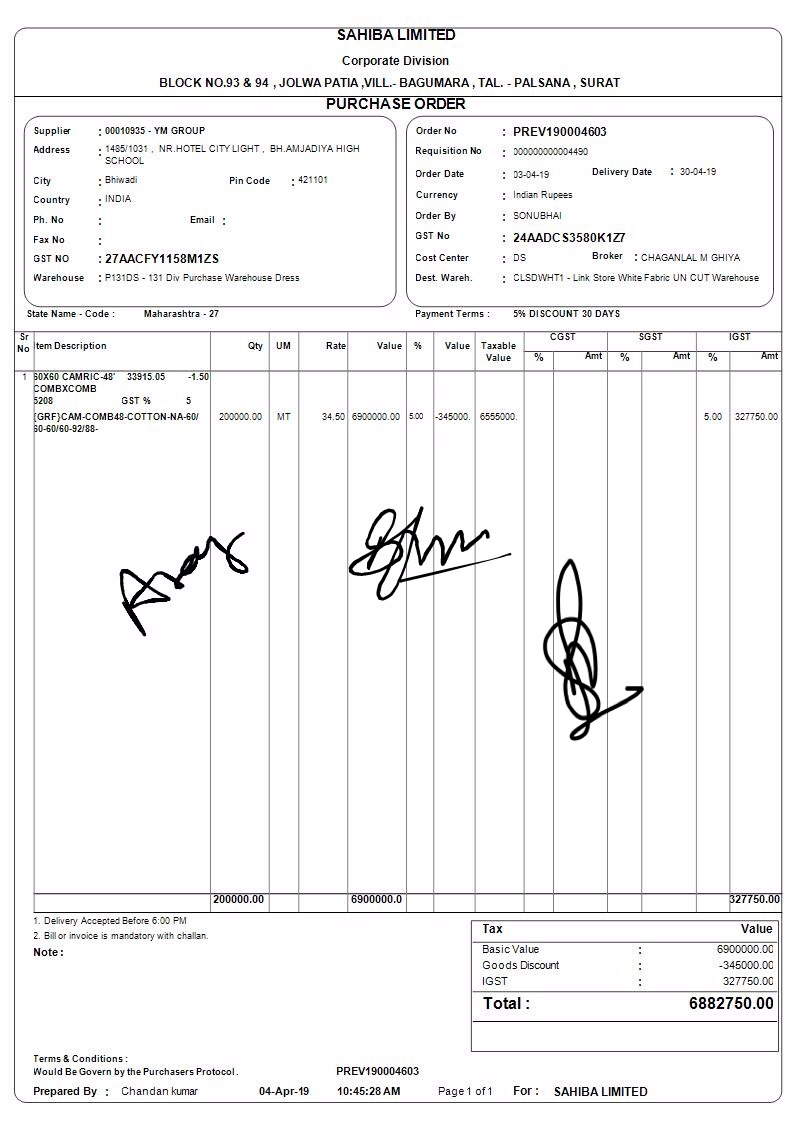 SAHIBA LIMITED
Corporate Division
BLOCK NO.93 & 94 , JOLWA PATIA ,VILL.- BAGUMARA , TAL. - PALSANA , SURAT
PURCHASE ORDER
Supplier : 00010935 - YM GROUP
Address : 1485/1031 , NR.HOTEL CITY LIGHT , BH.AMJADIYA HIGH
SCHOOL
City : Bhiwadi Pin Code : 421101
Country : INDIA
Ph. No : Email :
Fax No :
GST NO : 27AACFY1158M1ZS
Warehouse : P131DS - 131 Div Purchase Warehouse Dress
Order No : PREV190004603
Requisition No : 000000000004490
Order Date : 03-04-19 Delivery Date : 30-04-19
Currency : Indian Rupees
Order By : SONUBHAI
GST No : 24AADCS3580K1Z7
Cost Center : DS Broker : CHAGANLAL M GHIYA
Dest. Wareh. : CLSDWHT1 - Link Store White Fabric UN CUT Warehouse
State Name - Code : Maharashtra - 27
Payment Terms : 5% DISCOUNT 30 DAYS
Sr No Item Description Qty UM Rate Value % Value Taxable Value CGST % Amt SGST % Amt IGST % Amt
1 60X60 CAMRIC-48' 33915.05 -1.50
COMBXCOMB
5208 GST % 5
{GRF}CAM-COMB48-COTTON-NA-60/ 200000.00 MT 34.50 6900000.00 5.00 -345000. 6555000. 5.00 327750.00
60-60/60-92/88-
200000.00 6900000.0 327750.00
1. Delivery Accepted Before 6:00 PM
2. Bill or invoice is mandatory with challan.
Note :
Tax Value
Basic Value : 6900000.00
Goods Discount : -345000.00
IGST : 327750.00
Total : 6882750.00
Terms & Conditions :
Would Be Govern by the Purchasers Protocol. PREV190004603
Prepared By : Chandan kumar 04-Apr-19 10:45:28 AM Page 1 of 1 For : SAHIBA LIMITED